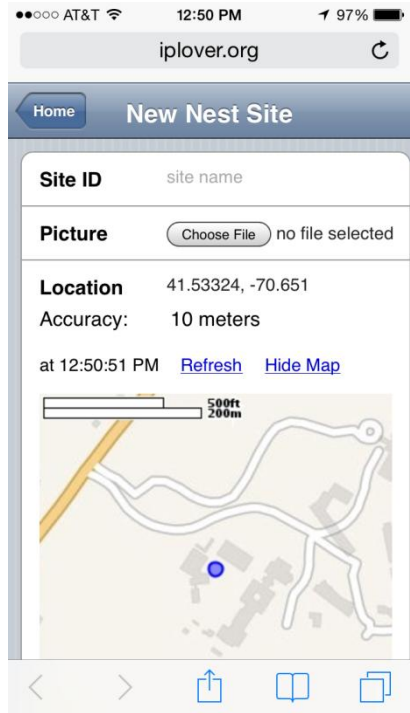 AT&T 12:50 PM 97%
iplover.org
Home New Nest Site
Site ID site name
Picture Choose File no file selected
Location 41.53324, -70.651
Accuracy: 10 meters
at 12:50:51 PM Refresh Hide Map
500ft
200m